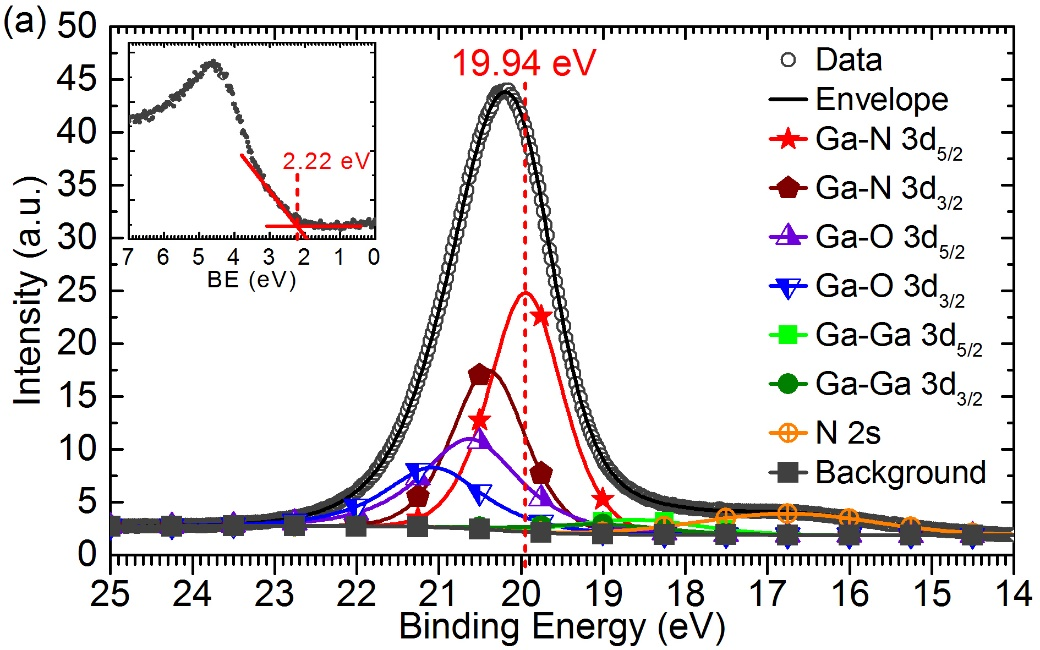 (a)
50
45
40
35
30
25
20
15
10
5
0
Intensity (a.u.)
19.94 eV
2.22 eV
7 6 5 4 3 2 1 0
BE (eV)
Data
Envelope
Ga-N 3d5/2
Ga-N 3d3/2
Ga-O 3d5/2
Ga-O 3d3/2
Ga-Ga 3d5/2
Ga-Ga 3d3/2
N 2s
Background
25 24 23 22 21 20 19 18 17 16 15 14
Binding Energy (eV)